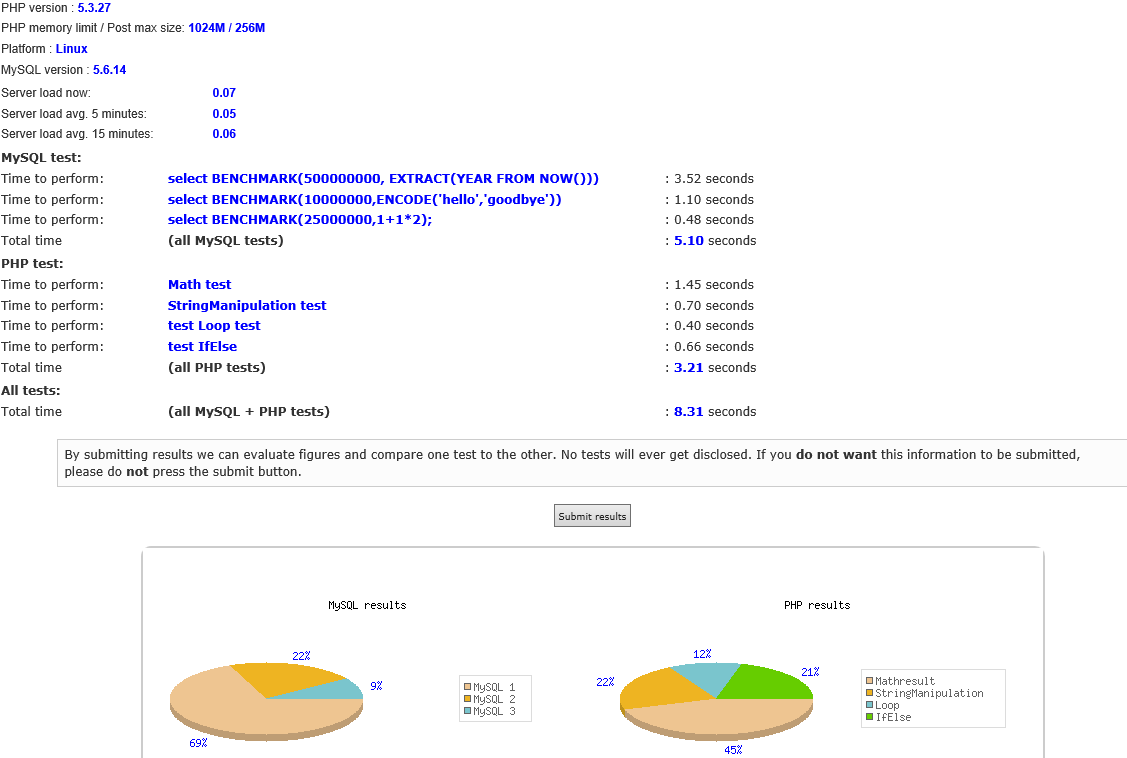 PHP version : 5.3.27
PHP memory limit / Post max size: 1024M / 256M
Platform : Linux
MySQL version : 5.6.14
Server load now: 0.07
Server load avg. 5 minutes: 0.05
Server load avg. 15 minutes: 0.06
MySQL test:
Time to perform: select BENCHMARK(500000000, EXTRACT(YEAR FROM NOW())) : 3.52 seconds
Time to perform: select BENCHMARK(10000000,ENCODE('hello','goodbye')) : 1.10 seconds
Time to perform: select BENCHMARK(25000000,1+1*2); : 0.48 seconds
Total time (all MySQL tests) : 5.10 seconds
PHP test:
Time to perform: Math test : 1.45 seconds
Time to perform: StringManipulation test : 0.70 seconds
Time to perform: test Loop test : 0.40 seconds
Time to perform: test IfElse : 0.66 seconds
Total time (all PHP tests) : 3.21 seconds
All tests:
Total time (all MySQL + PHP tests) : 8.31 seconds
By submitting results we can evaluate figures and compare one test to the other. No tests will ever get disclosed. If you do not want this information to be submitted,
please do not press the submit button.
Submit results
MySQL results
22%
9%
69%
MySQL 1
MySQL 2
MySQL 3
PHP results
12%
21%
22%
45%
Mathresult
StringManipulation
Loop
IfElse